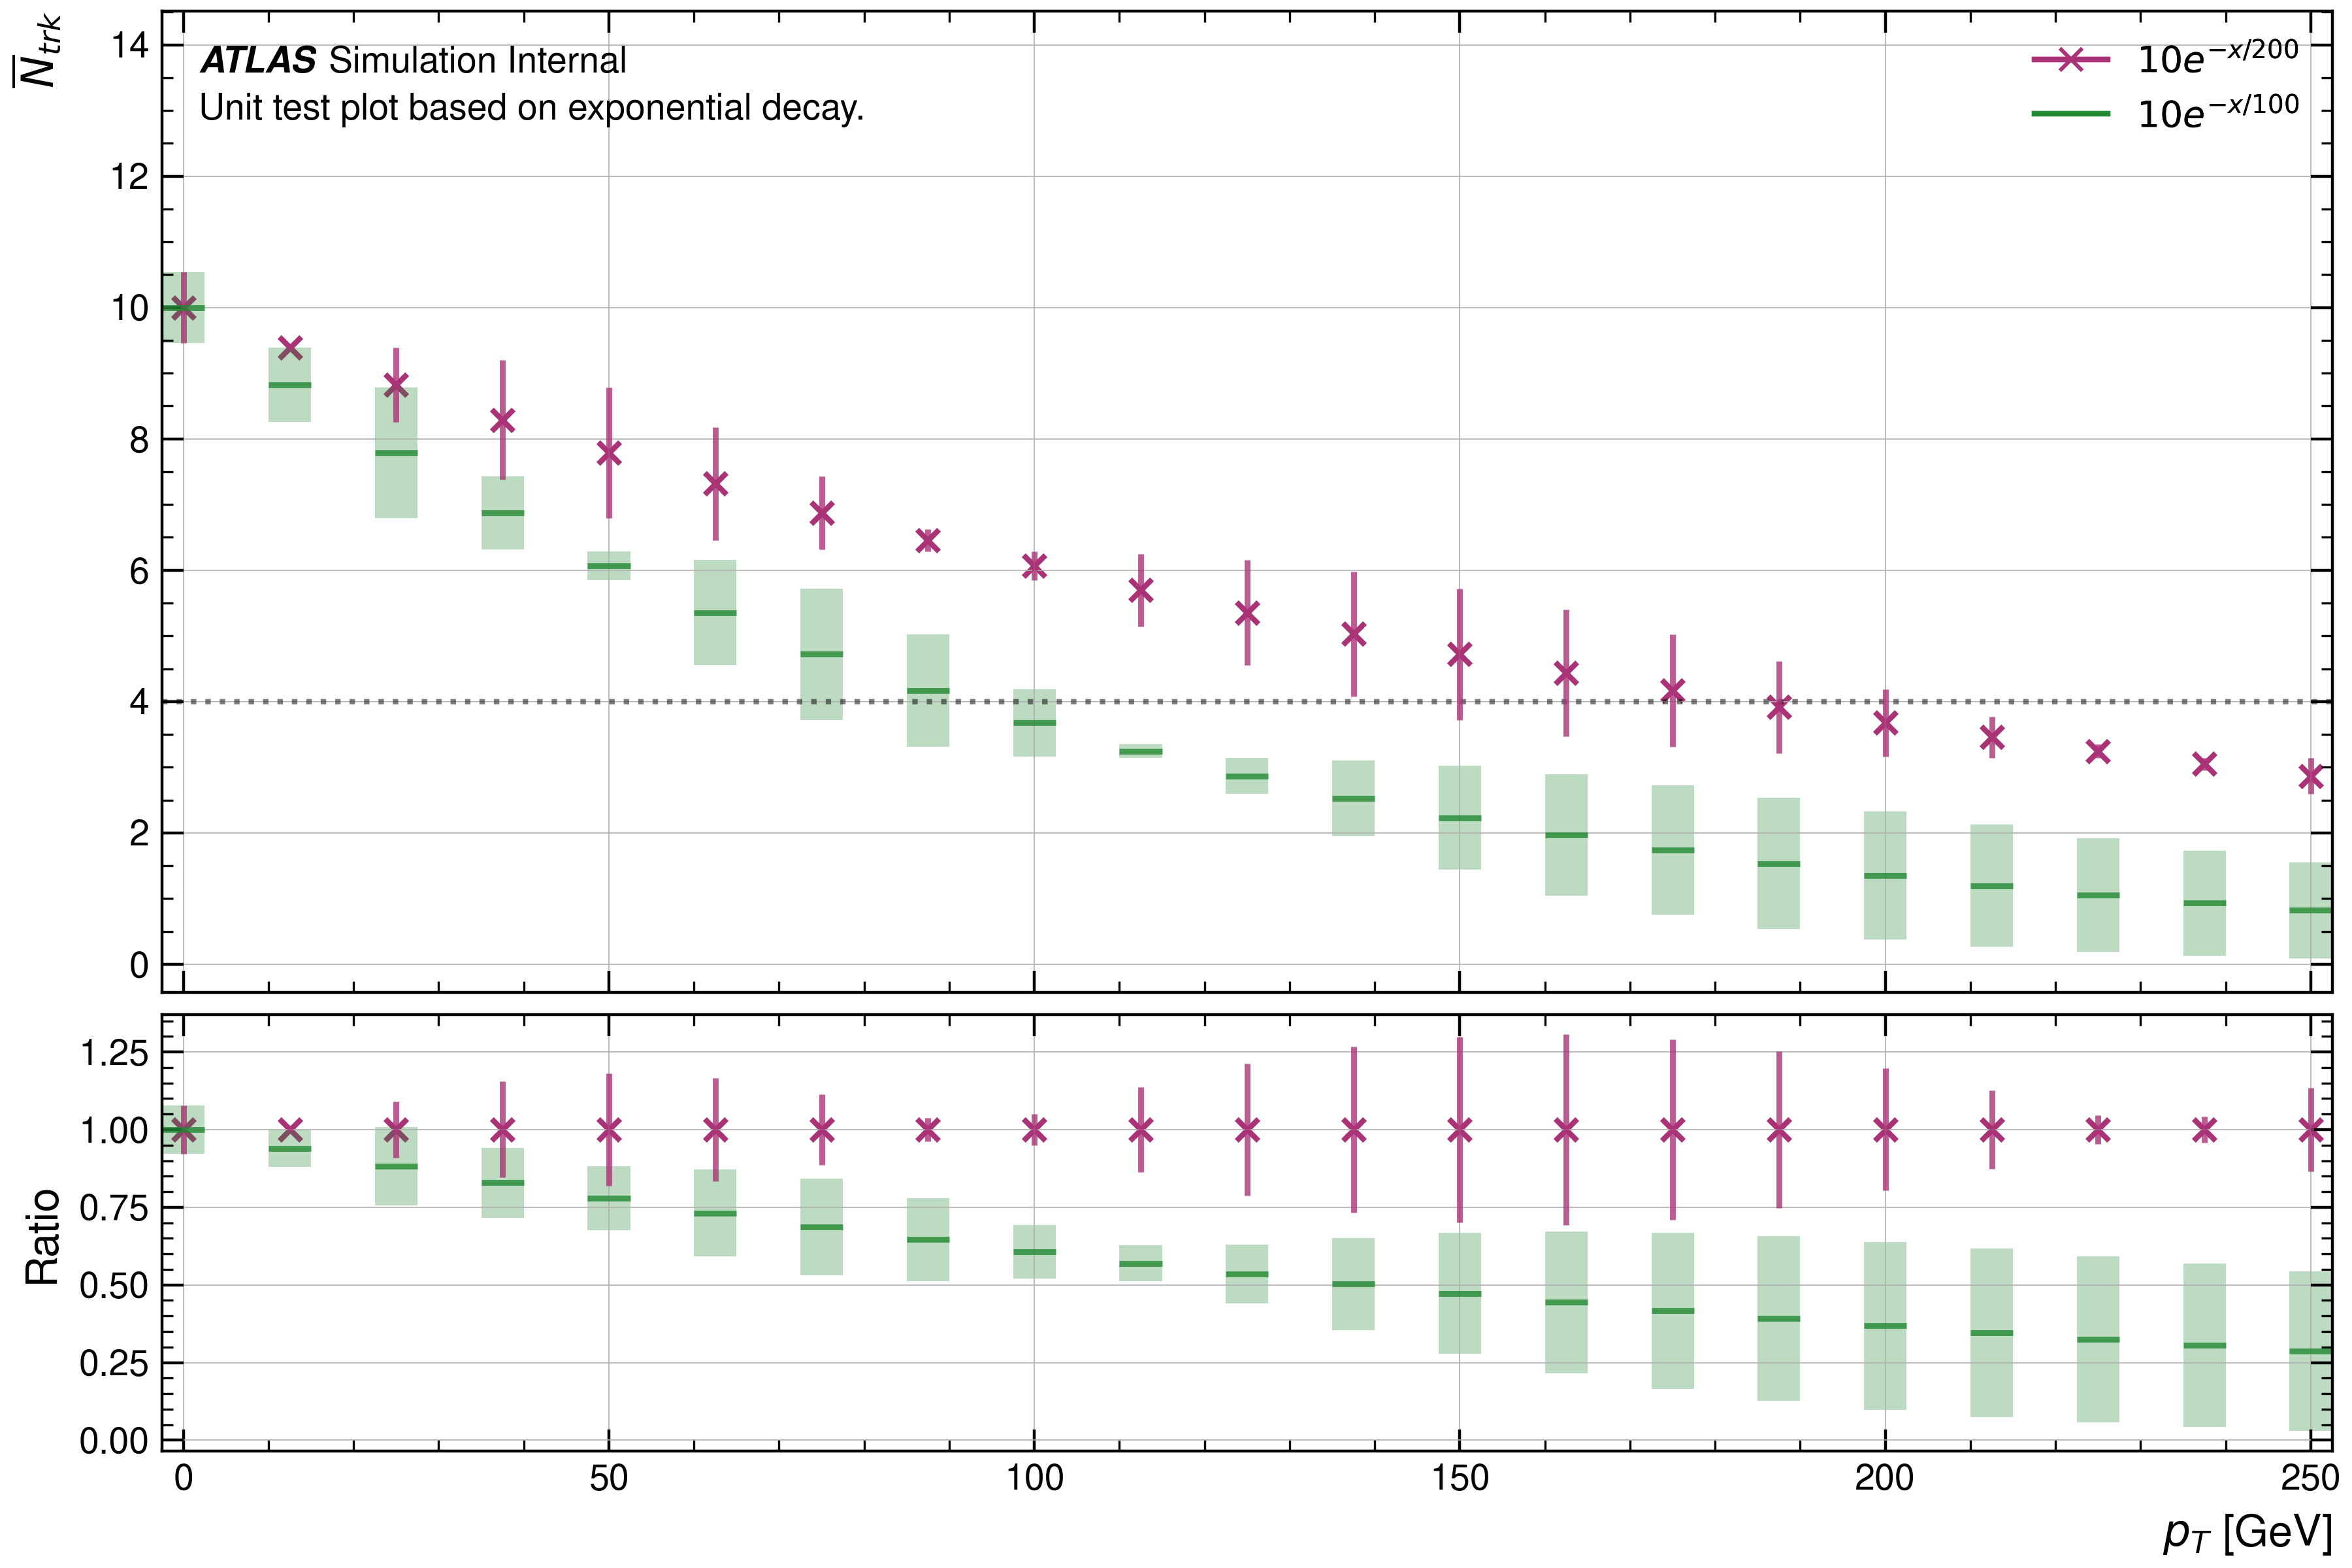 N̅_trk
14
ATLAS Simulation Internal
Unit test plot based on exponential decay.
10e^{-x/200}
10e^{-x/100}
12
10
8
6
4
2
0
Ratio
1.25
1.00
0.75
0.50
0.25
0.00
0 50 100 150 200 250
p_T [GeV]